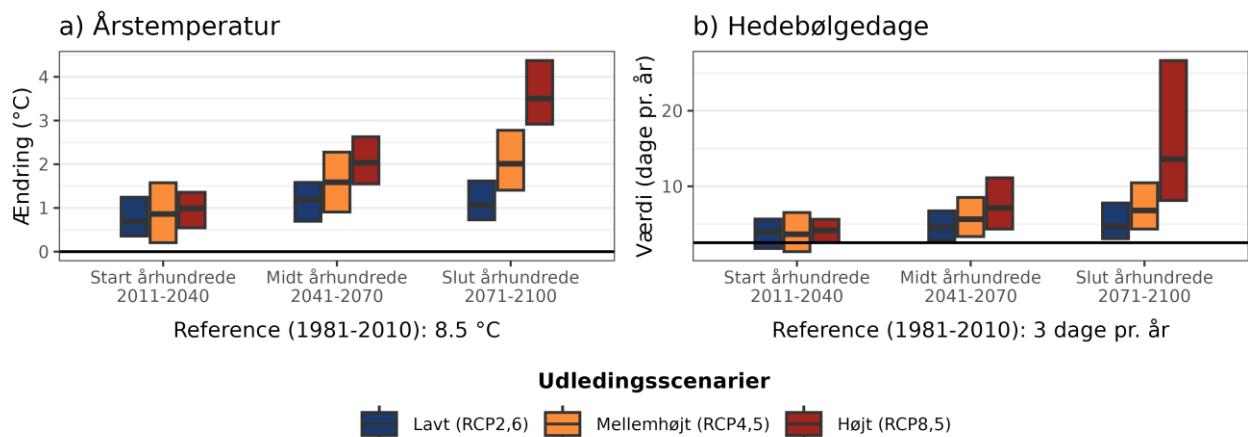 a) Årstemperatur
Ændring (°C)
4
3
2
1
0
Start århundrede
2011-2040
Midt århundrede
2041-2070
Slut århundrede
2071-2100
Reference (1981-2010): 8.5 °C
b) Hedebølgedage
Værdi (dage pr. år)
20
10
Start århundrede
2011-2040
Midt århundrede
2041-2070
Slut århundrede
2071-2100
Reference (1981-2010): 3 dage pr. år
Udledingsscenarier
Lavt (RCP2,6)
Mellemhøjt (RCP4,5)
Højt (RCP8,5)